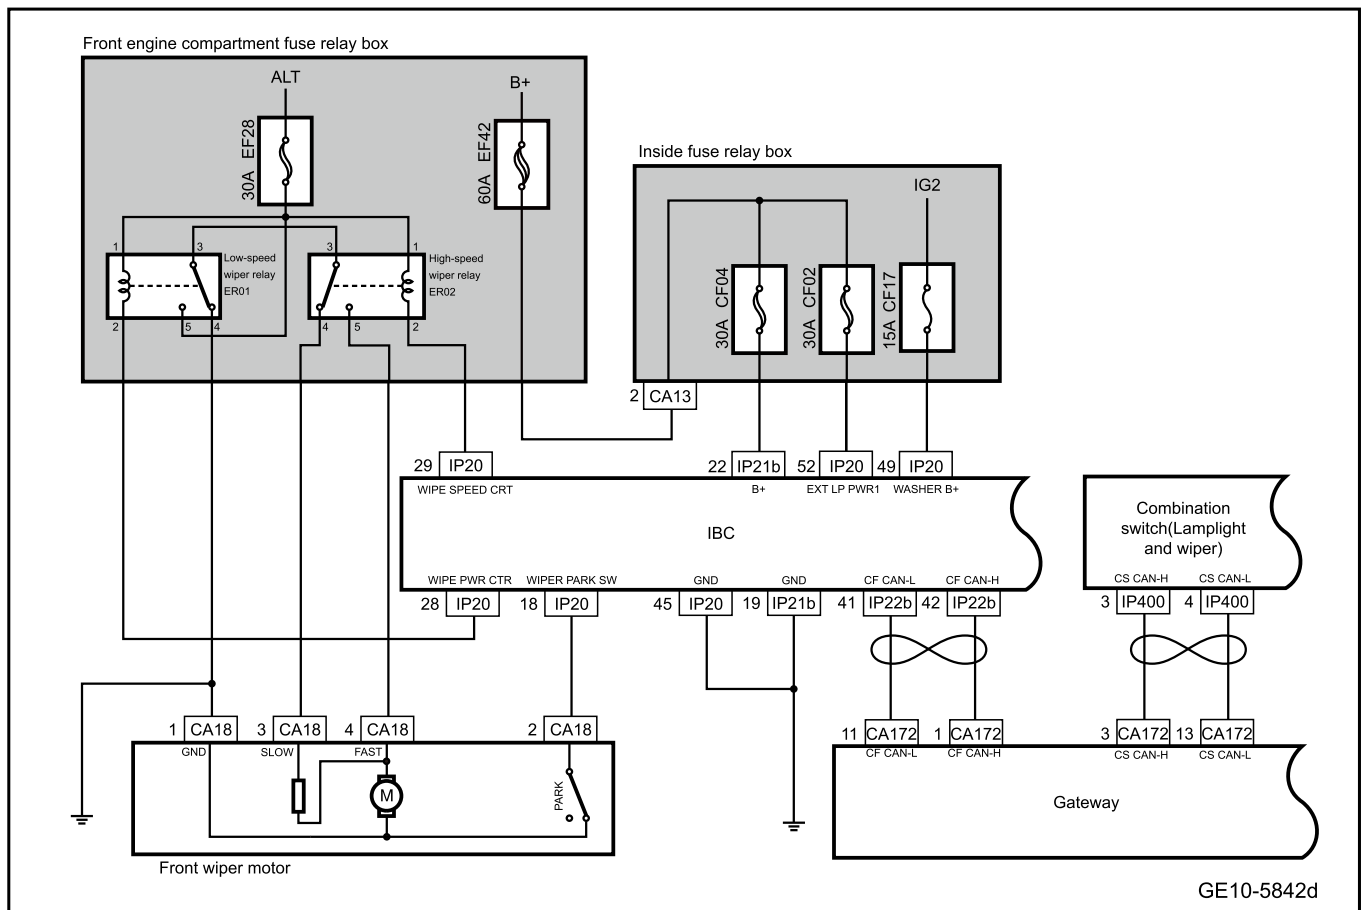 Front engine compartment fuse relay box
ALT
B+
30A EF28
60A EF42
Inside fuse relay box
IG2
1
3
Low-speed
wiper relay
ER01
2
5
4
3
1
High-speed
wiper relay
ER02
4
5
2
30A CF04
30A CF02
15A CF17
2 CA13
29 IP20
22 IP21b
52 IP20
49 IP20
WIPE SPEED CRT
B+
EXT LP PWR1
WASHER B+
IBC
WIPE PWR CTR
WIPER PARK SW
GND
GND
CF CAN-L
CF CAN-H
28 IP20
18 IP20
45 IP20
19 IP21b
41 IP22b
42 IP22b
Combination
switch(Lamplight
and wiper)
CS CAN-H
CS CAN-L
3 IP400
4 IP400
1 CA18
3 CA18
4 CA18
2 CA18
GND
SLOW
FAST
M
PARK
Front wiper motor
11 CA172
1 CA172
3 CA172
13 CA172
CF CAN-L
CF CAN-H
CS CAN-H
CS CAN-L
Gateway
GE10-5842d